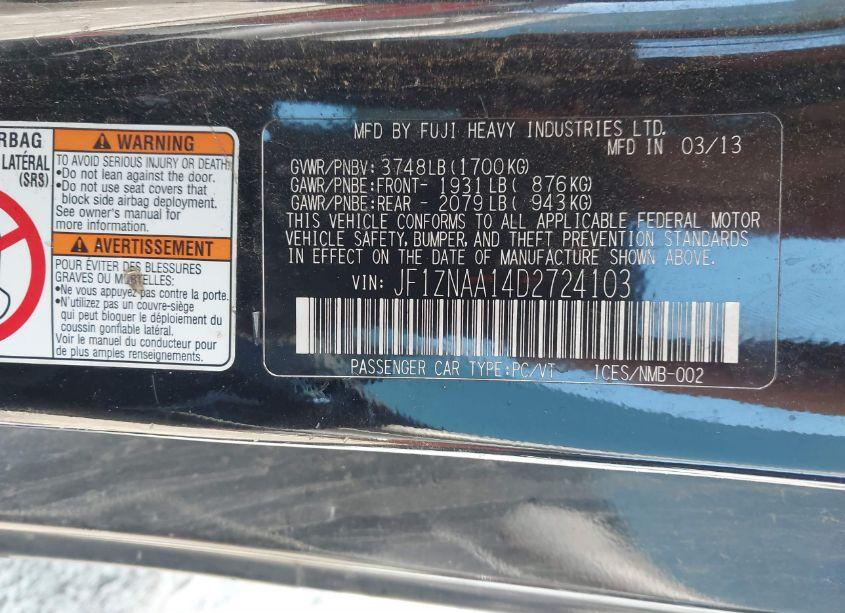 RBAG
LATÉRAL
(SRS)
WARNING
TO AVOID SERIOUS INJURY OR DEATH:
•Do not lean against the door.
•Do not use seat covers that
block side airbag deployment.
See owner's manual for
more information.
AVERTISSEMENT
POUR ÉVITER DES BLESSURES
GRAVES OU MORTELLES:
•Ne vous appuyez pas contre la porte.
•N'utilizez pas un couvre-siège
qui peut bloquer le déploiement du
coussin gonflable latéral.
Voir le manuel du conducteur pour
de plus amples renseignements.
MFD BY FUJI HEAVY INDUSTRIES LTD.
MFD IN 03/13
GVWR/PNBV: 3748LB(1700KG)
GAWR/PNBE:FRONT- 1931LB( 876KG)
GAWR/PNBE:REAR - 2079LB( 943KG)
THIS VEHICLE CONFORMS TO ALL APPLICABLE FEDERAL MOTOR
VEHICLE SAFETY, BUMPER, AND THEFT PREVENTION STANDARDS
IN EFFECT ON THE DATE OF MANUFACTURE SHOWN ABOVE.
VIN: JF1ZNAA14D2724103
PASSENGER CAR TYPE:PC/VT ICES/NMB-002